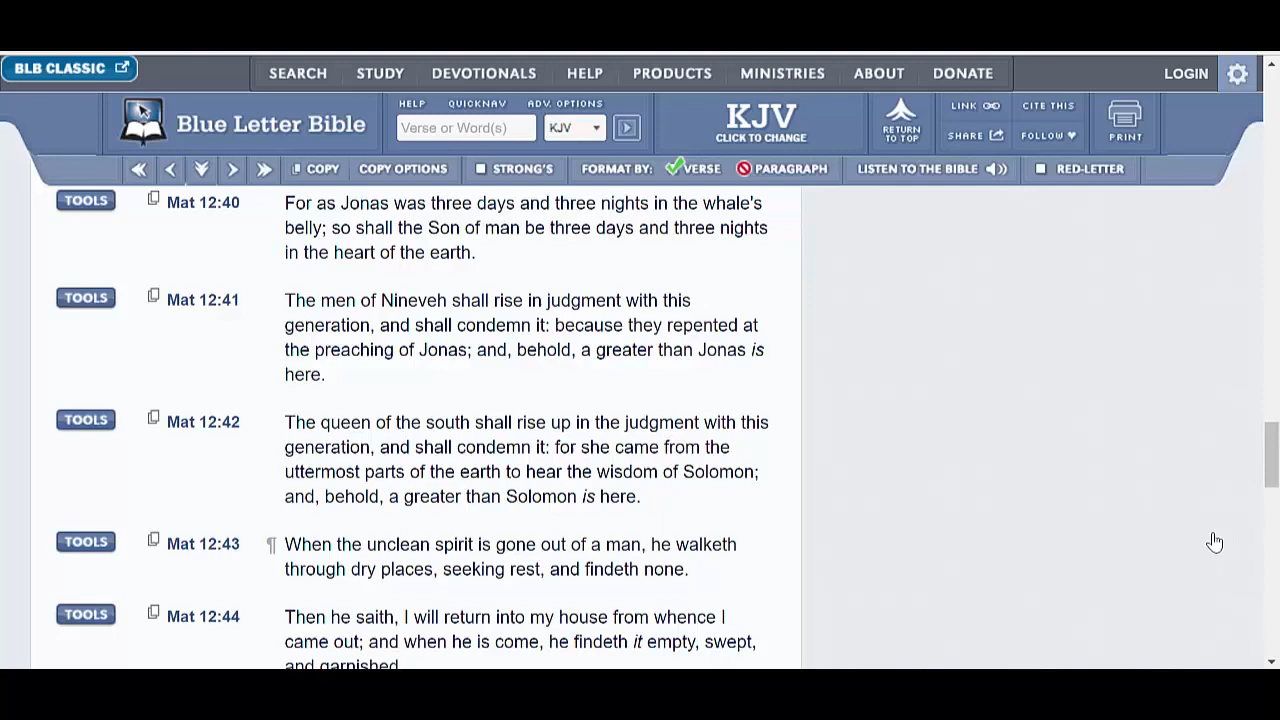 BLB CLASSIC
SEARCH STUDY DEVOTIONALS HELP PRODUCTS MINISTRIES ABOUT DONATE LOGIN
HELP QUICKNAV ADV. OPTIONS
Blue Letter Bible
Verse or Word(s) KJV
KJV
CLICK TO CHANGE
RETURN
TO TOP
LINK CITE THIS
SHARE FOLLOW
PRINT
COPY COPY OPTIONS STRONG'S FORMAT BY: VERSE PARAGRAPH LISTEN TO THE BIBLE RED-LETTER
TOOLS Mat 12:40 For as Jonas was three days and three nights in the whale's
belly; so shall the Son of man be three days and three nights
in the heart of the earth.
TOOLS Mat 12:41 The men of Nineveh shall rise in judgment with this
generation, and shall condemn it: because they repented at
the preaching of Jonas; and, behold, a greater than Jonas is
here.
TOOLS Mat 12:42 The queen of the south shall rise up in the judgment with this
generation, and shall condemn it: for she came from the
uttermost parts of the earth to hear the wisdom of Solomon;
and, behold, a greater than Solomon is here.
TOOLS Mat 12:43 ¶ When the unclean spirit is gone out of a man, he walketh
through dry places, seeking rest, and findeth none.
TOOLS Mat 12:44 Then he saith, I will return into my house from whence I
came out; and when he is come, he findeth it empty, swept,
and garnished